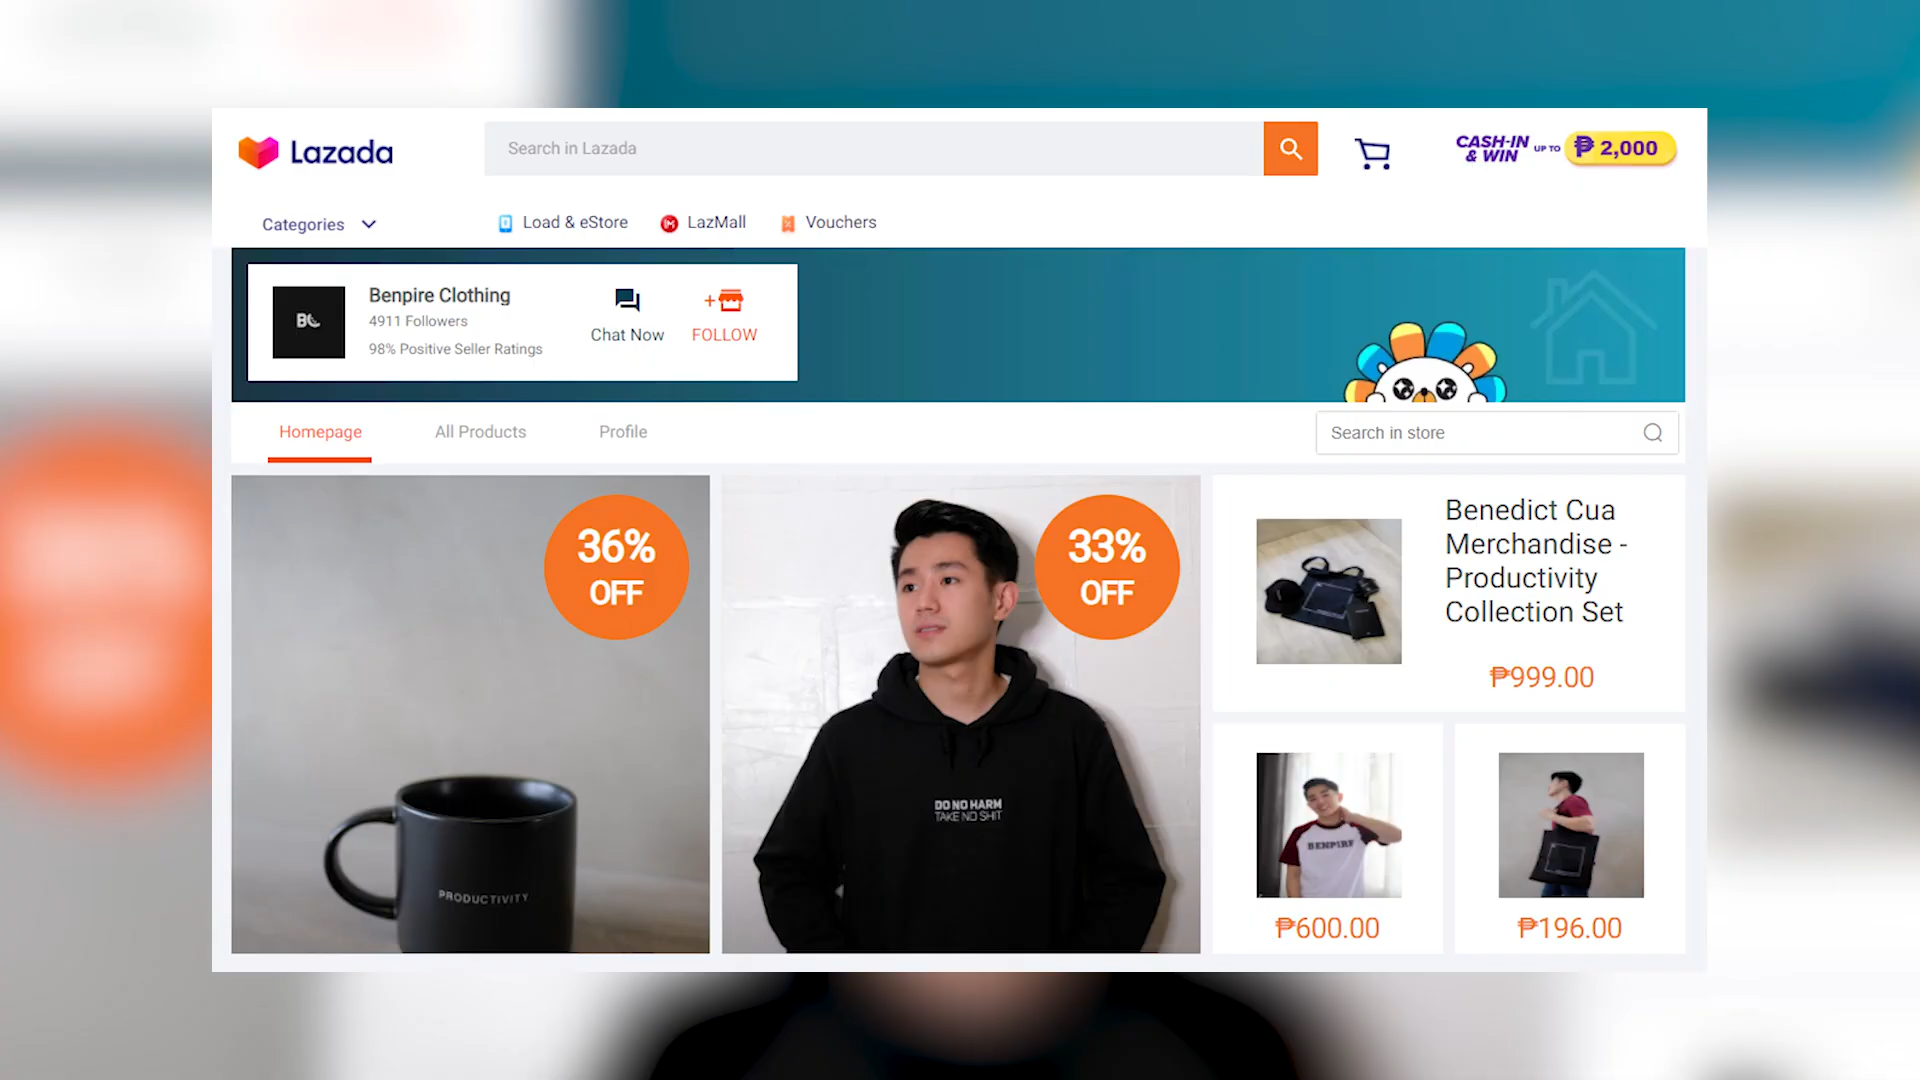 Lazada
Search in Lazada
CASH-IN & WIN UP TO ₱ 2,000
Categories
Load & eStore
LazMall
Vouchers
Benpire Clothing
4911 Followers
98% Positive Seller Ratings
Chat Now
FOLLOW
Homepage
All Products
Profile
Search in store
36%
OFF
PRODUCTIVITY
33%
OFF
DO NO HARM
TAKE NO SHIT
Benedict Cua
Merchandise -
Productivity
Collection Set
₱999.00
BENPIRE
₱600.00
₱196.00